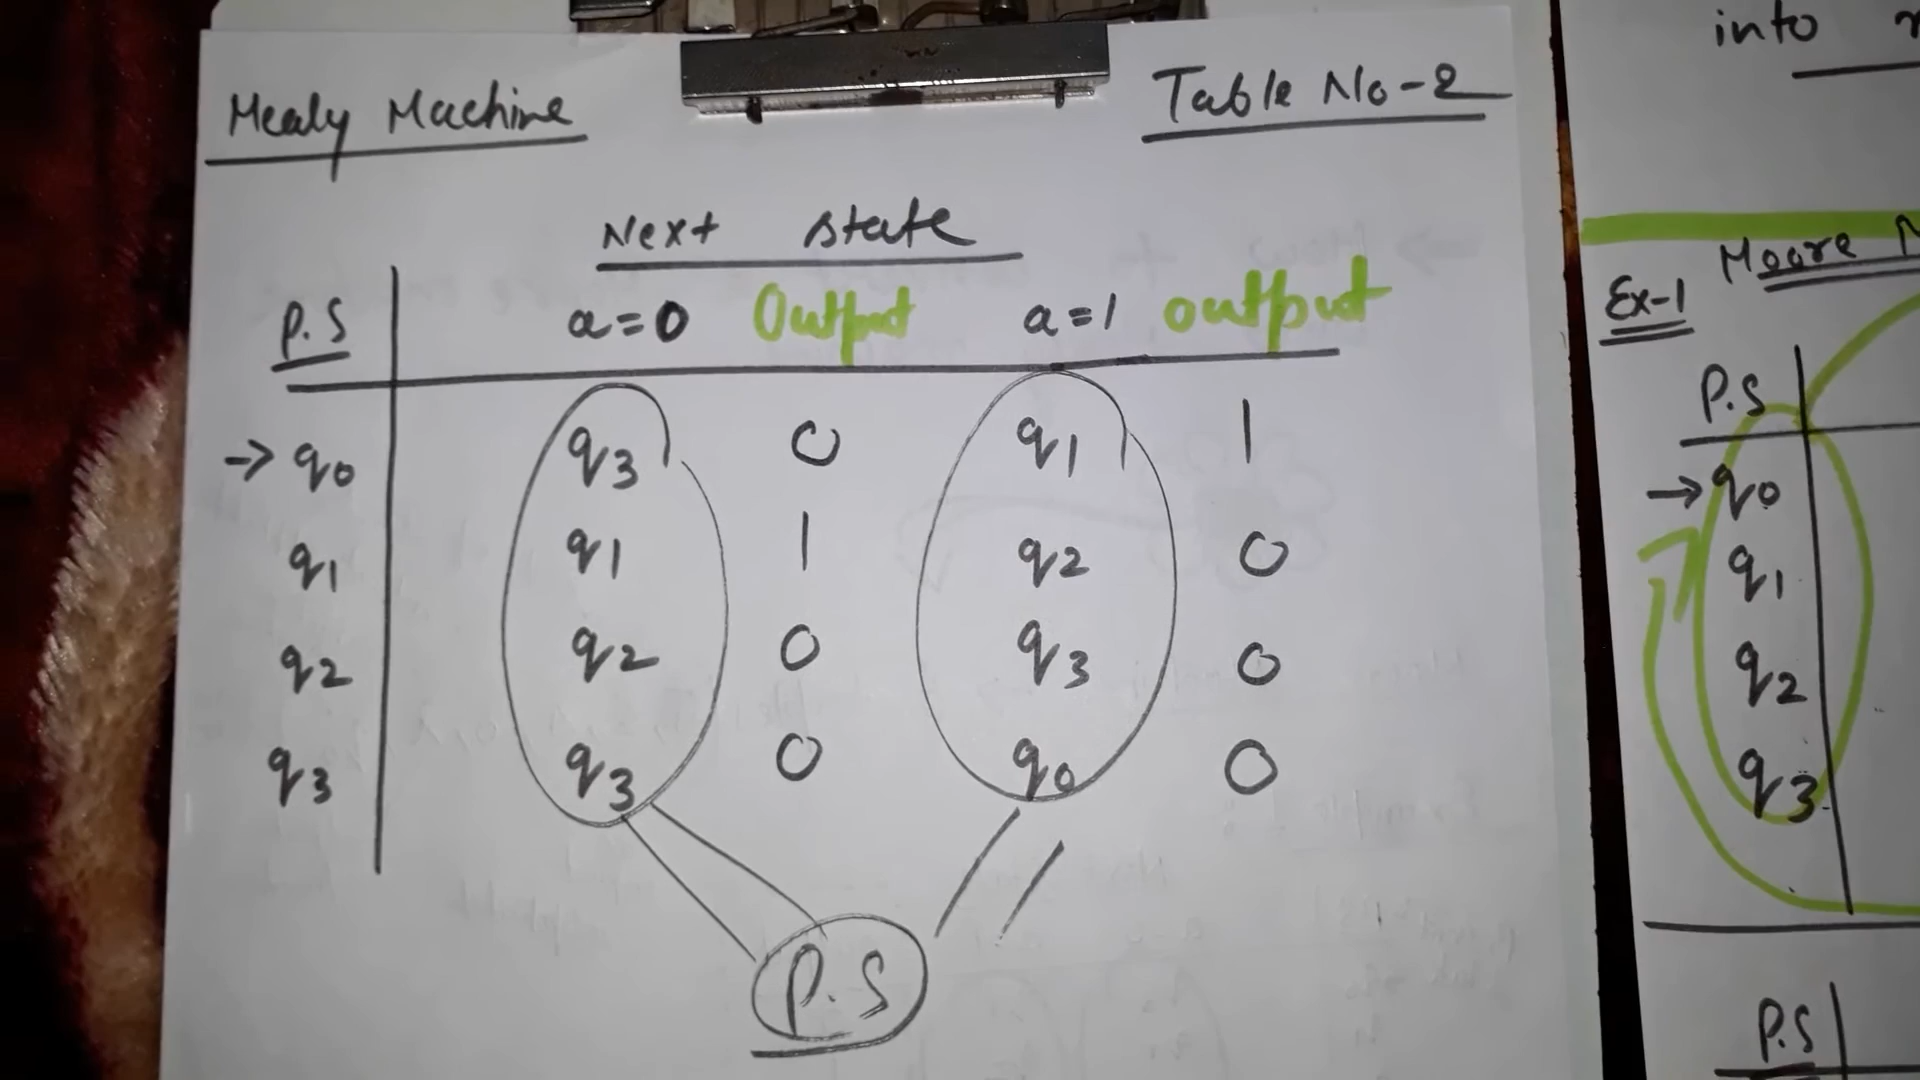 Mealy Machine
Table No-2
Next state
P.S a=0 Output a=1 output
→ q0 q3 0 q1 1
q1 q1 1 q2 0
q2 q2 0 q3 0
q3 q3 0 q0 0
P.S
into
Ex-1 Moore M
P.S
→ q0
q1
q2
q3
P.S